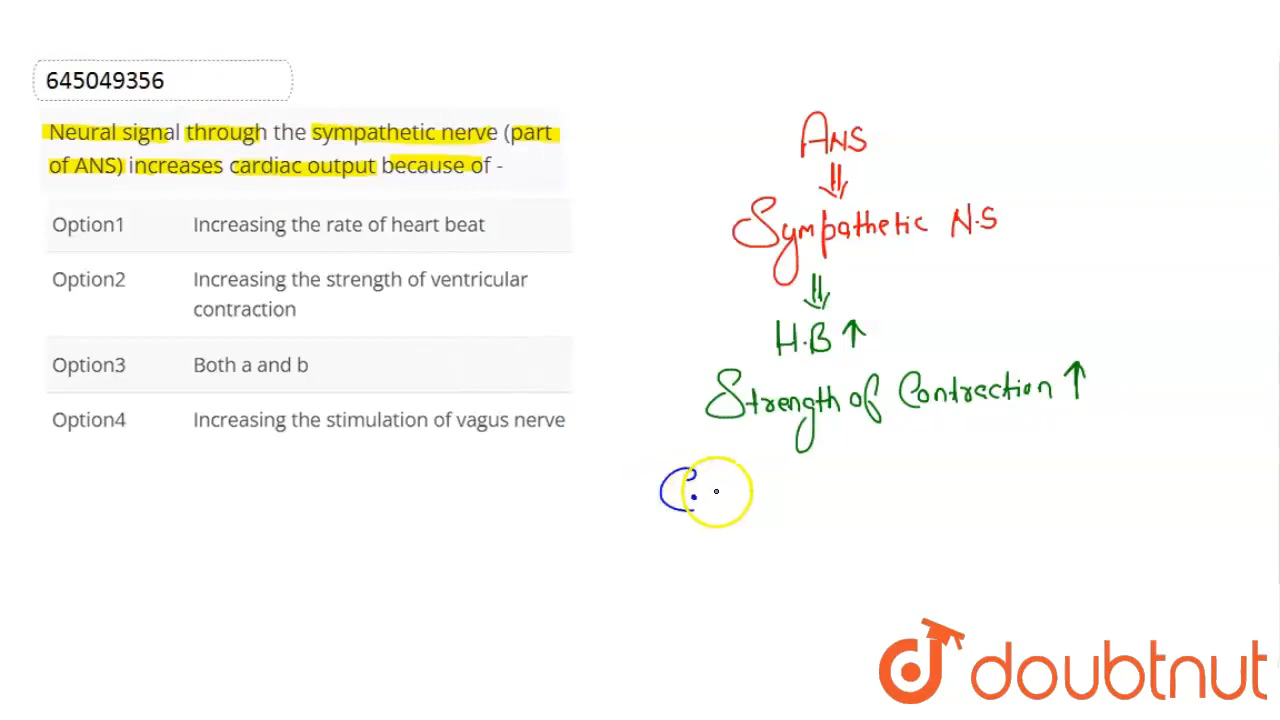 645049356
Neural signal through the sympathetic nerve (part
of ANS) increases cardiac output because of -
Option1 Increasing the rate of heart beat
Option2 Increasing the strength of ventricular
contraction
Option3 Both a and b
Option4 Increasing the stimulation of vagus nerve
ANS
Sympathetic N.S
H.B ↑
Strength of Contraction ↑
C.
doubtnut